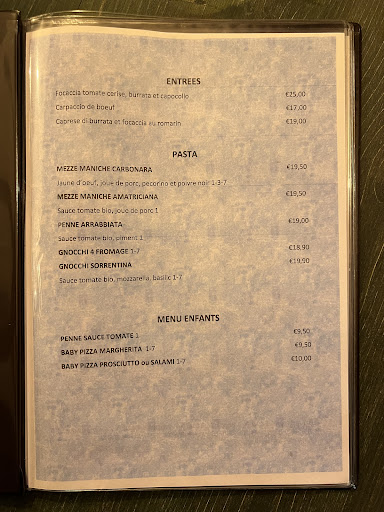 ENTREES
Focaccia tomate cerise, burrata et capocollo €25,00
Carpaccio de boeuf €17,00
Caprese di burrata et focaccia au romarin €19,00
PASTA
MEZZE MANICHE CARBONARA €19,50
Jaune d'oeuf, joue de porc, pecorino et poivre noir 1-3-7
MEZZE MANICHE AMATRICIANA €19,50
Sauce tomate bio, joue de porc 1
PENNE ARRABBIATA €19,00
Sauce tomate bio, piment 1
GNOCCHI 4 FROMAGE 1-7 €18,90
GNOCCHI SORRENTINA €19,90
Sauce tomate bio, mozzarella, basilic 1-7
MENU ENFANTS
PENNE SAUCE TOMATE 1 €9,50
BABY PIZZA MARGHERITA 1-7 €9,50
BABY PIZZA PROSCIUTTO ou SALAMI 1-7 €10,00